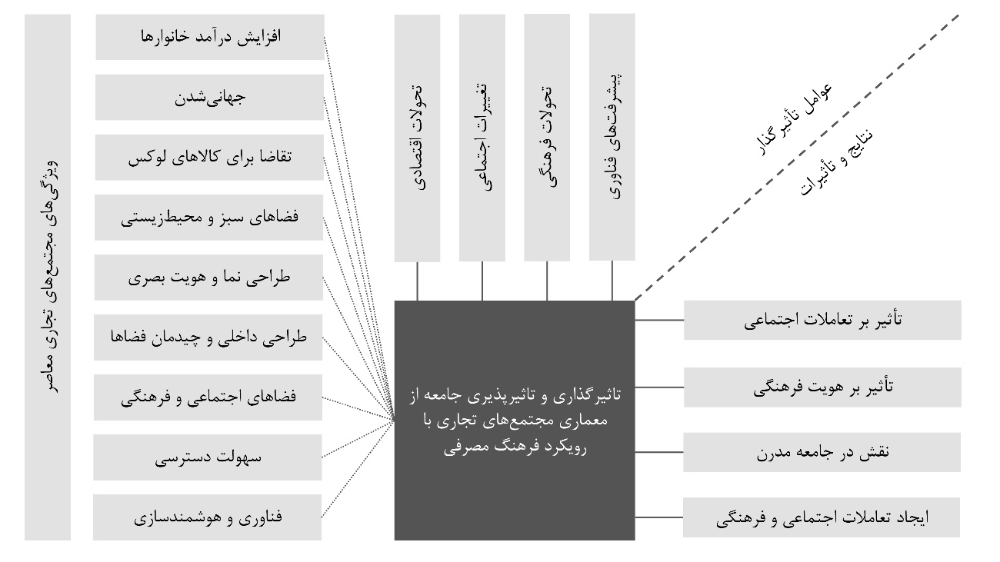 ویژگی‌های مجتمع‌های تجاری معاصر
افزایش درآمد خانوارها
جهانی‌شدن
تقاضا برای کالاهای لوکس
فضاهای سبز و محیط‌زیستی
طراحی نما و هویت بصری
طراحی داخلی و چیدمان فضاها
فضاهای اجتماعی و فرهنگی
سهولت دسترسی
فناوری و هوشمندسازی
تحولات اقتصادی
تغییرات اجتماعی
تحولات فرهنگی
پیشرفت‌های فناوری
عوامل تأثیرگذار
نتایج و تأثیرات
تاثیرگذاری و تاثیرپذیری جامعه از
معماری مجتمع‌های تجاری با
رویکرد فرهنگ مصرفی
تأثیر بر تعاملات اجتماعی
تأثیر بر هویت فرهنگی
نقش در جامعه مدرن
ایجاد تعاملات اجتماعی و فرهنگی